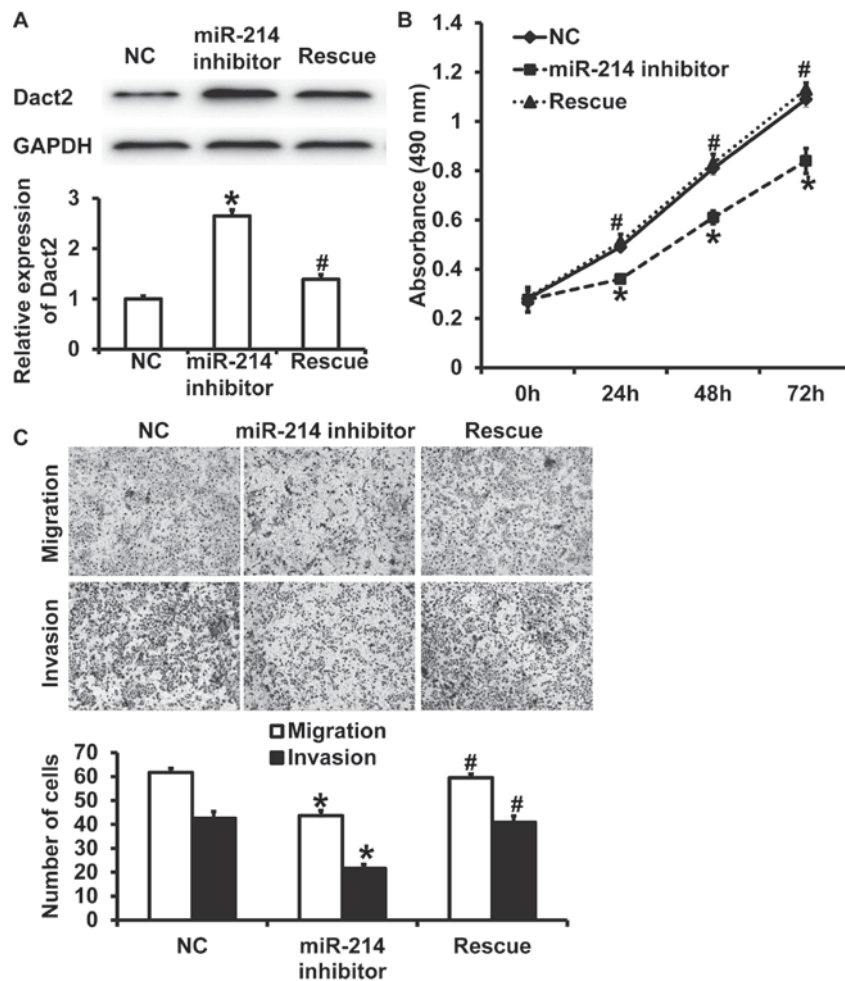 A
NC
miR-214
inhibitor
Rescue
Dact2
GAPDH
Relative expression
of Dact2
3
2
1
0
*
#
NC
miR-214
inhibitor
Rescue
B
NC
miR-214 inhibitor
Rescue
Absorbance (490 nm)
1.4
1.2
1
0.8
0.6
0.4
0.2
0
#
#
#
*
*
*
0h
24h
48h
72h
C
NC
miR-214 inhibitor
Rescue
Migration
Invasion
Migration
Invasion
Number of cells
70
60
50
40
30
20
10
0
*
*
#
#
NC
miR-214
inhibitor
Rescue